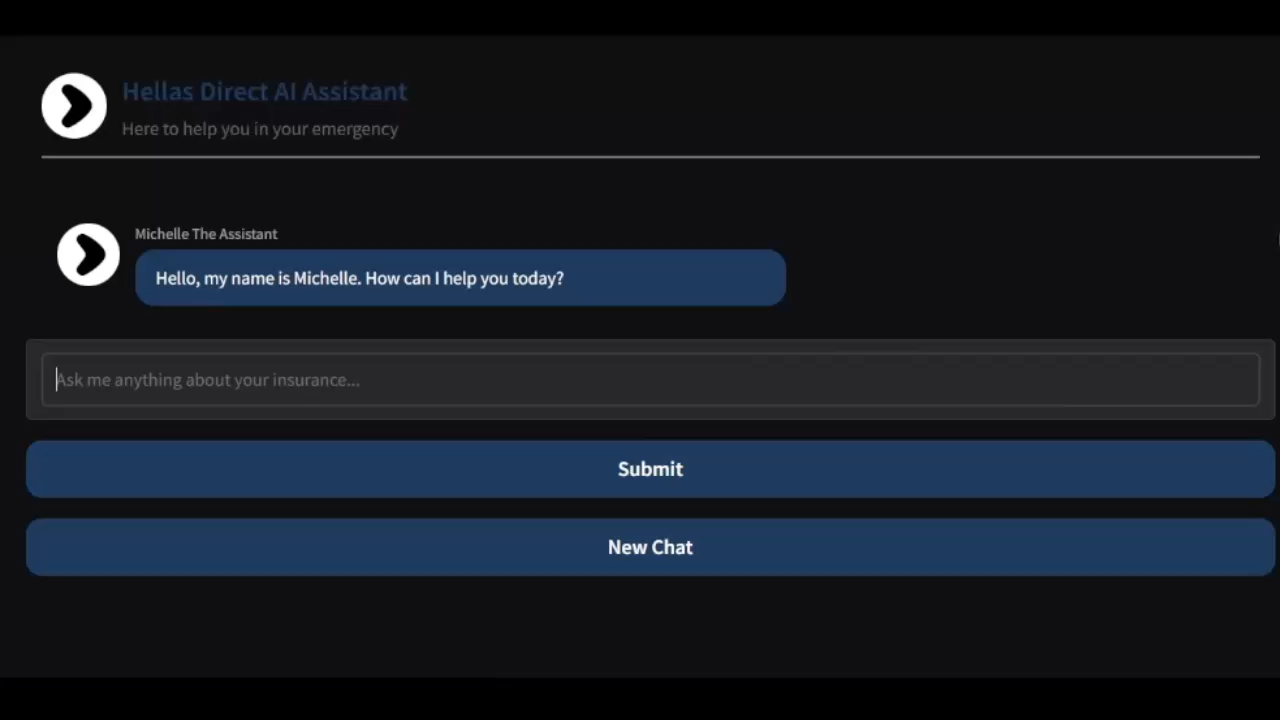 Hellas Direct AI Assistant
Here to help you in your emergency
Michelle The Assistant
Hello, my name is Michelle. How can I help you today?
Ask me anything about your insurance...
Submit
New Chat